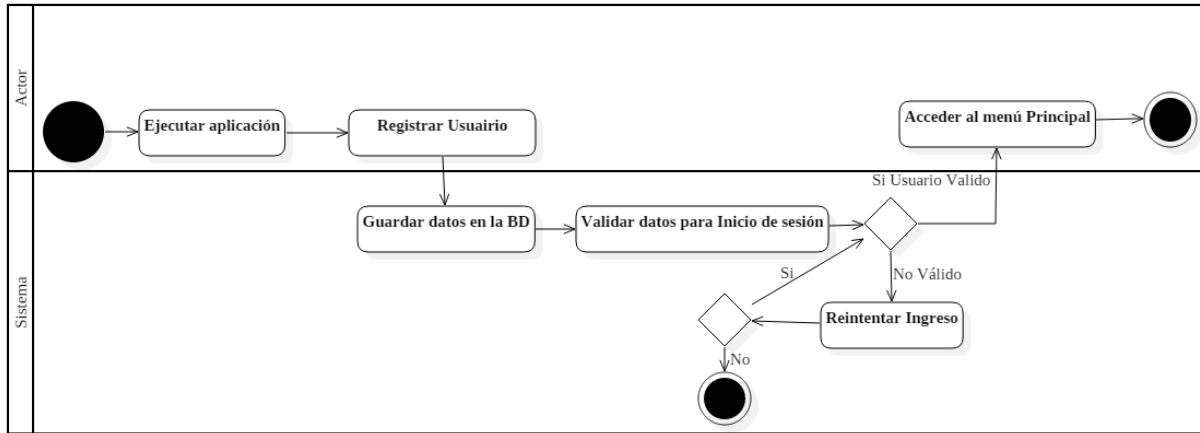 Actor
Ejecutar aplicación
Registrar Usuairio
Acceder al menú Principal
Sistema
Si Usuario Valido
Guardar datos en la BD
Validar datos para Inicio de sesión
Si
No Válido
Reintentar Ingreso
No